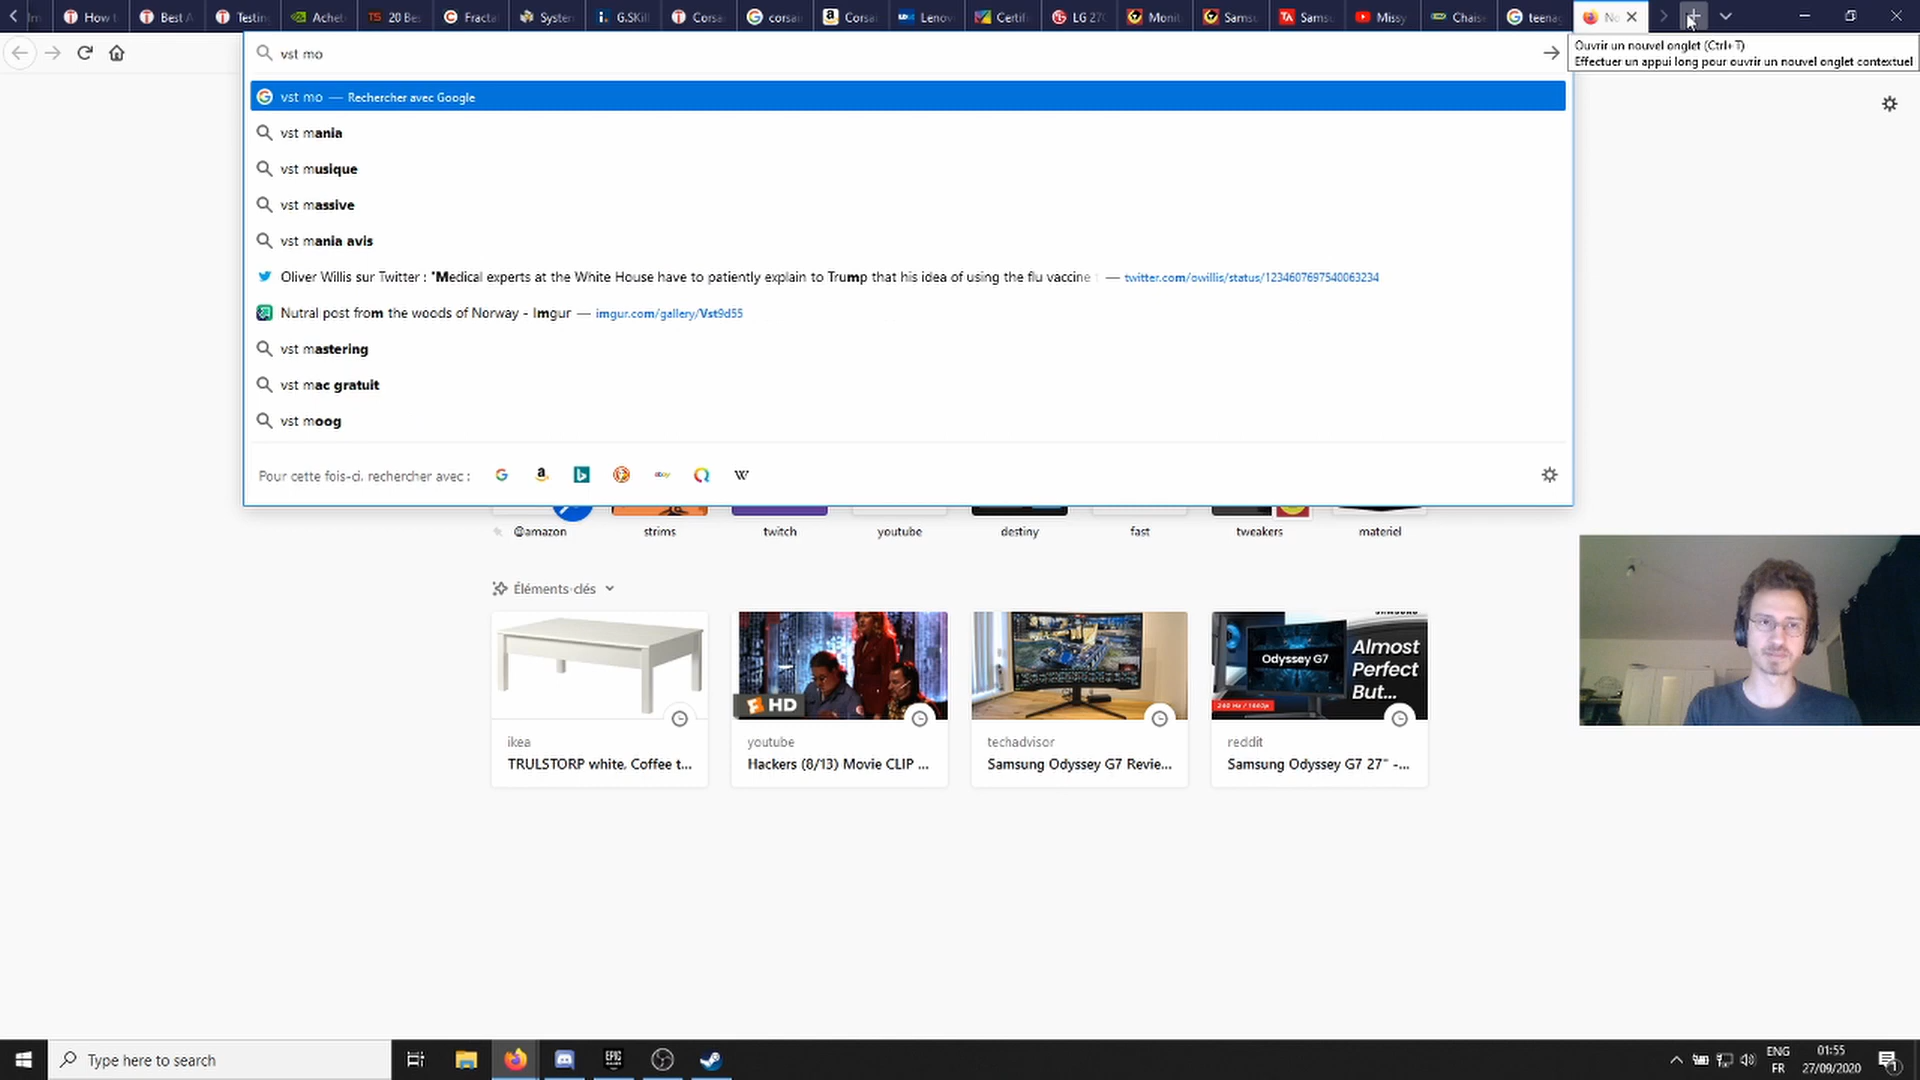 How t
Best A
Testin
Achet
20 Be
Fracta
System
G.SKill
Corsa
corsair
Corsai
Lenov
Certifi
LG 270
Monit
Samsu
Samsu
Missy
Chaise
teenag
No
vst mo
Ouvrir un nouvel onglet (Ctrl+T)
Effectuer un appui long pour ouvrir un nouvel onglet contextuel
vst mo — Rechercher avec Google
vst mania
vst musique
vst massive
vst mania avis
Oliver Willis sur Twitter : "Medical experts at the White House have to patiently explain to Trump that his idea of using the flu vaccine — twitter.com/owillis/status/1234607697540063234
Nutral post from the woods of Norway - Imgur — imgur.com/gallery/Vst9d55
vst mastering
vst mac gratuit
vst moog
Pour cette fois-ci, rechercher avec :
@amazon
strims
twitch
youtube
destiny
fast
tweakers
materiel
Éléments-clés
HD
Odyssey G7
Almost
Perfect
But...
ikea
TRULSTORP white, Coffee t...
youtube
Hackers (8/13) Movie CLIP ...
techadvisor
Samsung Odyssey G7 Revie...
reddit
Samsung Odyssey G7 27" -...
Type here to search
EPIC
ENG
FR
01:55
27/09/2020